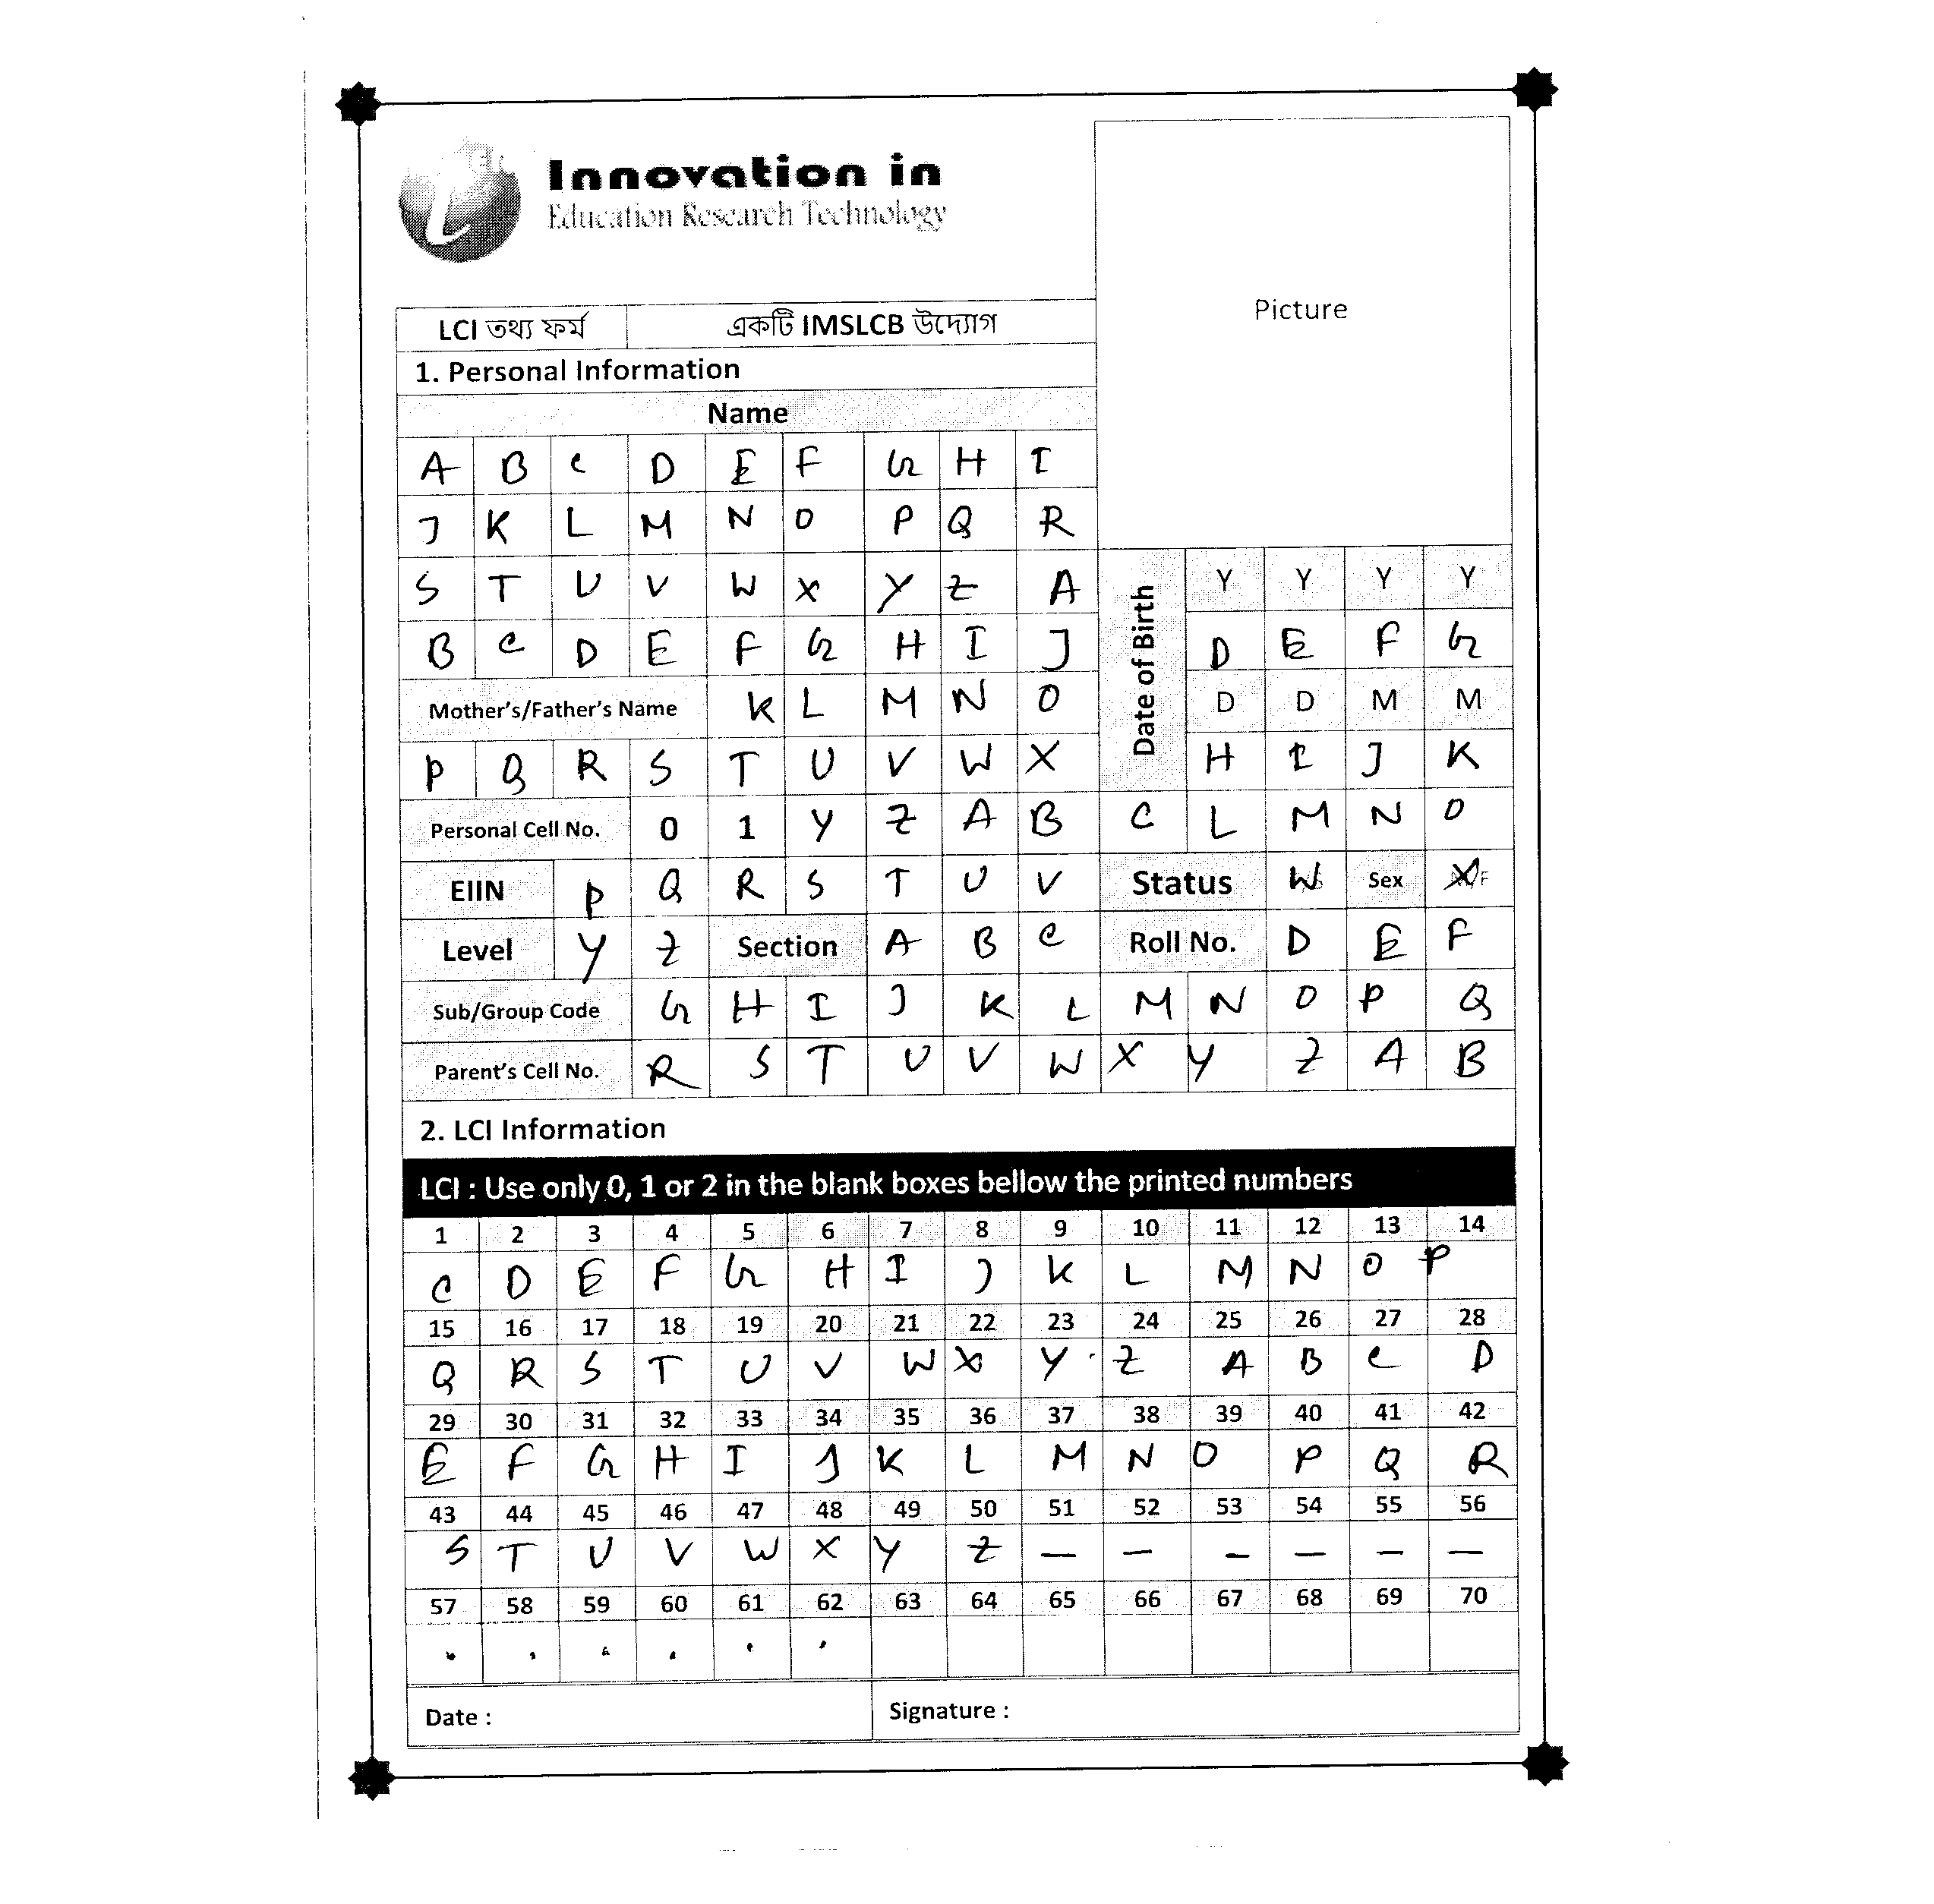 Innovation in
Education Research Technology
Picture
LCI তথ্য ফর্ম একটি IMSLCB উদ্যোগ
1. Personal Information
Name
A B C D E F G H I
J K L M N O P Q R
S T U V W X Y Z A
B C D E F G H I J
Date of Birth
Y Y Y Y
D E F G
D D M M
H I J K
Mother's/Father's Name K L M N O
P Q R S T U V W X
Personal Cell No. 0 1 Y Z A B C L M N O
EIIN P Q R S T U V Status W Sex X F
Level Y Z Section A B C Roll No. D E F
Sub/Group Code G H I J K L M N O P Q
Parent's Cell No. R S T U V W X Y Z A B
2. LCI Information
LCI : Use only 0, 1 or 2 in the blank boxes bellow the printed numbers
1 2 3 4 5 6 7 8 9 10 11 12 13 14
C D E F G H I J K L M N O P
15 16 17 18 19 20 21 22 23 24 25 26 27 28
Q R S T U V W X Y Z A B C D
29 30 31 32 33 34 35 36 37 38 39 40 41 42
E F G H I J K L M N O P Q R
43 44 45 46 47 48 49 50 51 52 53 54 55 56
S T U V W X Y Z — — — — — —
57 58 59 60 61 62 63 64 65 66 67 68 69 70
. . . . . .
Date : Signature :